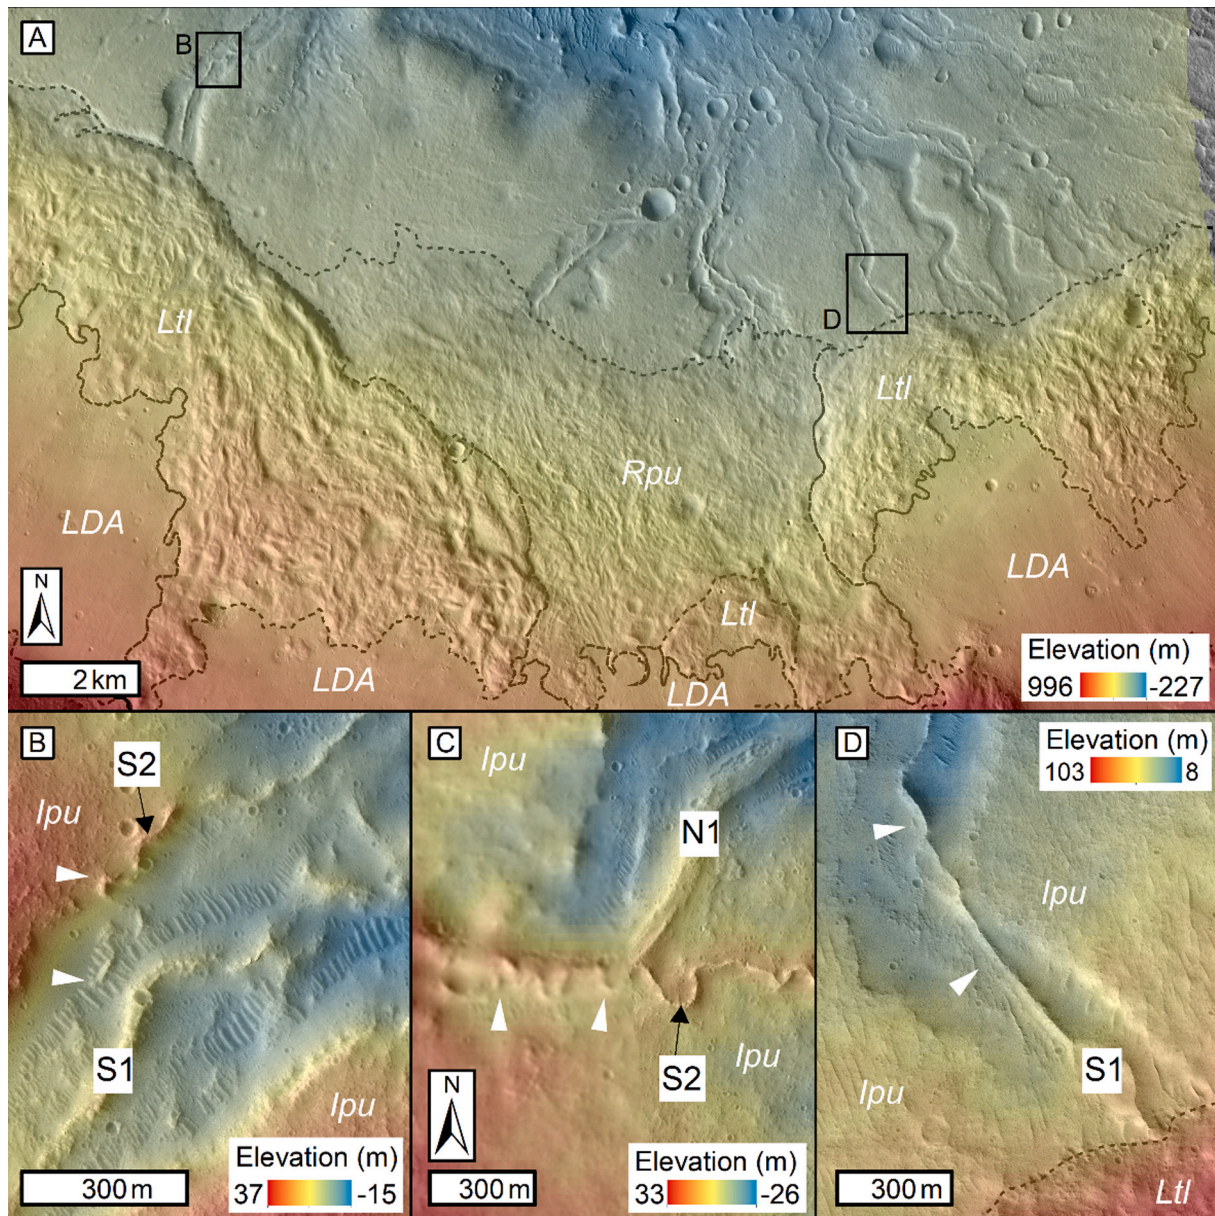 A
B
Ltl
D
Ltl
Rpu
LDA
LDA
Ltl
LDA
LDA
N
2 km
Elevation (m)
996 -227
B
S2
Ipu
S1
Ipu
300 m
Elevation (m)
37 -15
C
Ipu
N1
S2
Ipu
N
300 m
Elevation (m)
33 -26
D
Elevation (m)
103 8
Ipu
S1
Ipu
Ltl
300 m